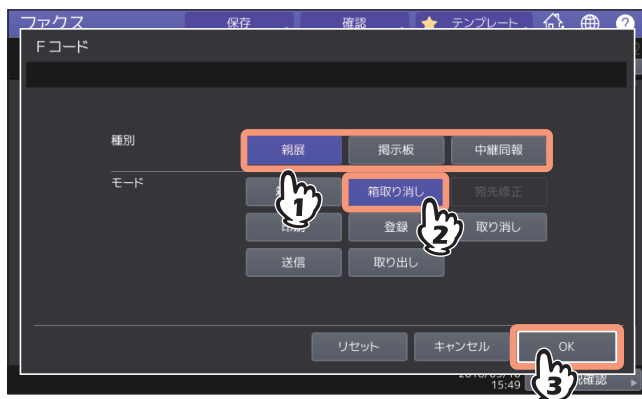 ファクス 保存 確認 テンプレート ?
Fコード
種別 親展 掲示板 中継同報
モード 箱取り消し 宛先修正
登録 取り消し
送信 取り出し
リセット キャンセル OK
15:49
1
2
3